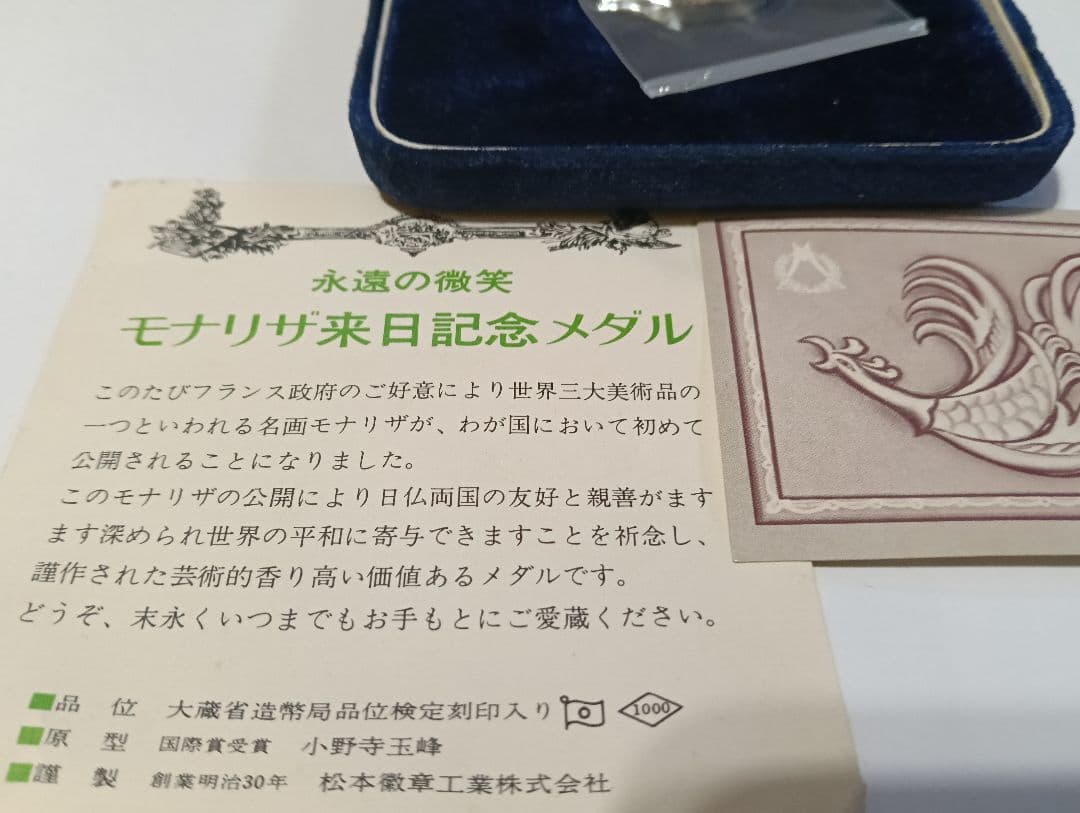 永遠の微笑
モナリザ来日記念メダル
このたびフランス政府のご好意により世界三大美術品の
一つといわれる名画モナリザが、わが国において初めて
公開されることになりました。
このモナリザの公開により日仏両国の友好と親善がます
ます深められ世界の平和に寄与できますことを祈念し、
謹作された芸術的香り高い価値あるメダルです。
どうぞ、末永くいつまでもお手もとにご愛蔵ください。
■品 位 大蔵省造幣局品位検定刻印入り 1000
■原 型 国際賞受賞 小野寺玉峰
■謹 製 創業明治30年 松本徽章工業株式会社